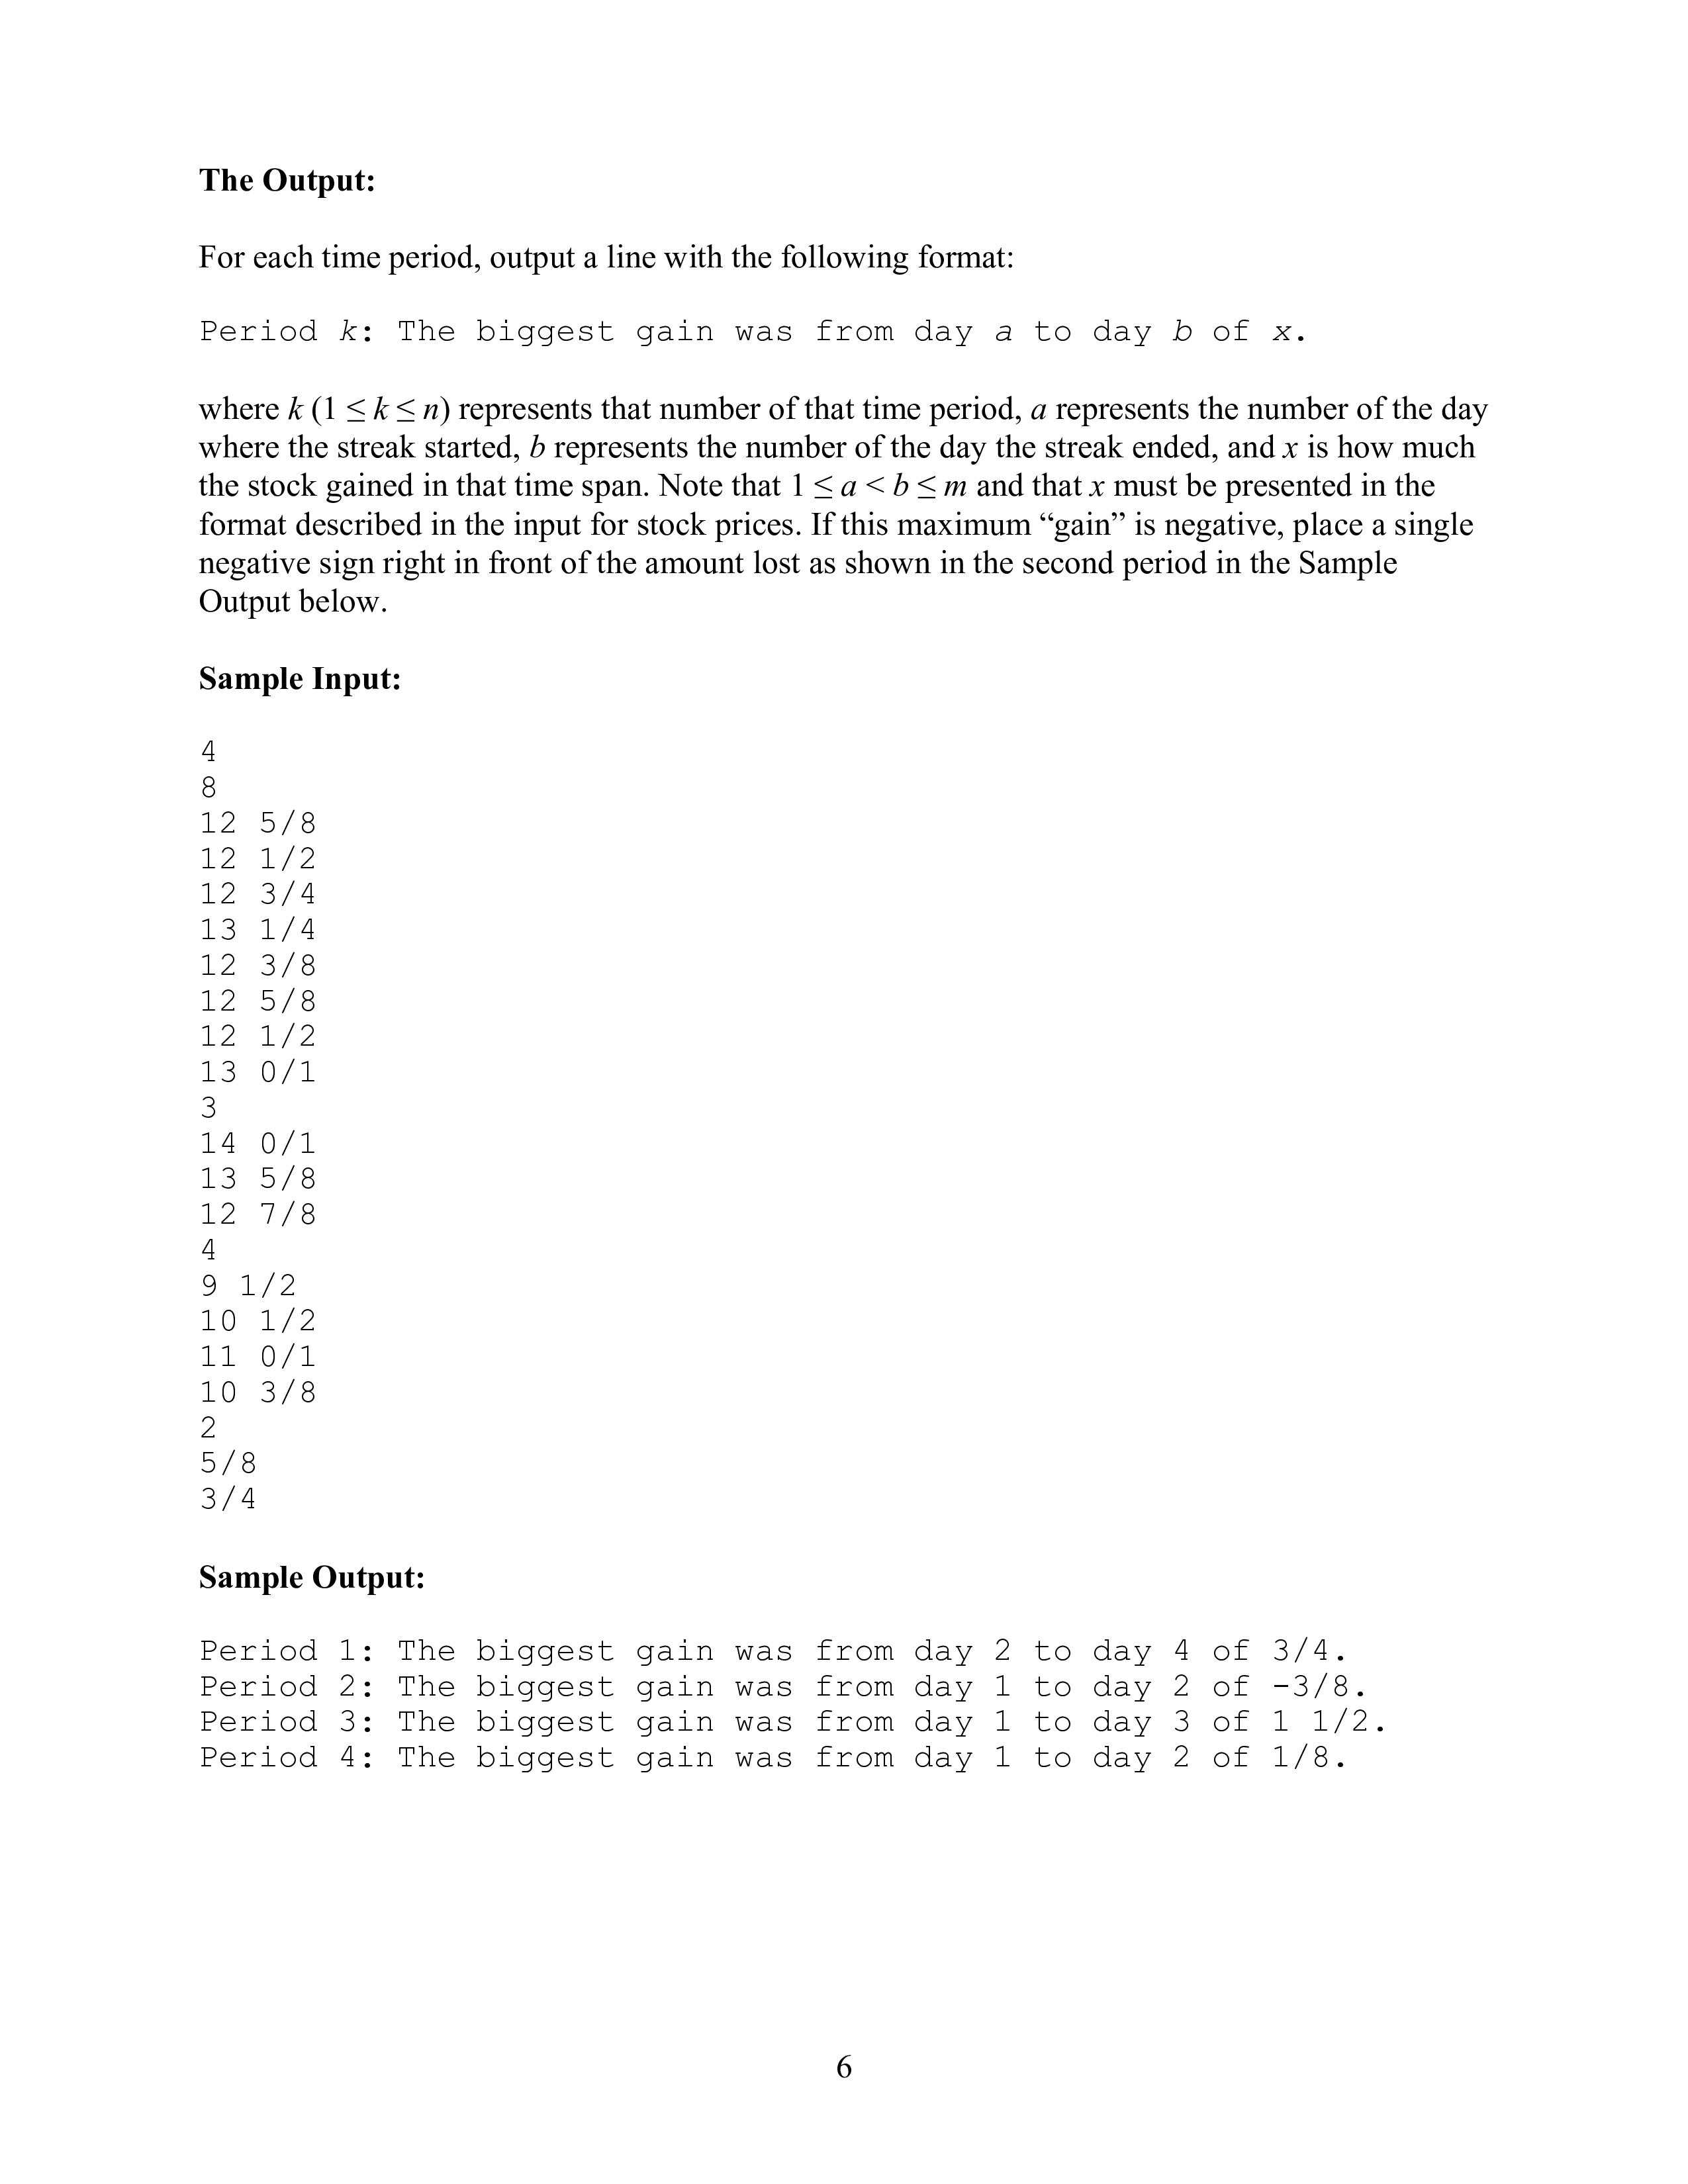 The Output:
For each time period, output a line with the following format:
Period k: The biggest gain was from day a to day b of x.
where k (1 ≤ k ≤ n) represents that number of that time period, a represents the number of the day
where the streak started, b represents the number of the day the streak ended, and x is how much
the stock gained in that time span. Note that 1 ≤ a < b ≤ m and that x must be presented in the
format described in the input for stock prices. If this maximum “gain” is negative, place a single
negative sign right in front of the amount lost as shown in the second period in the Sample
Output below.
Sample Input:
4
8
12 5/8
12 1/2
12 3/4
13 1/4
12 3/8
12 5/8
12 1/2
13 0/1
3
14 0/1
13 5/8
12 7/8
4
9 1/2
10 1/2
11 0/1
10 3/8
2
5/8
3/4
Sample Output:
Period 1: The biggest gain was from day 2 to day 4 of 3/4.
Period 2: The biggest gain was from day 1 to day 2 of -3/8.
Period 3: The biggest gain was from day 1 to day 3 of 1 1/2.
Period 4: The biggest gain was from day 1 to day 2 of 1/8.
6